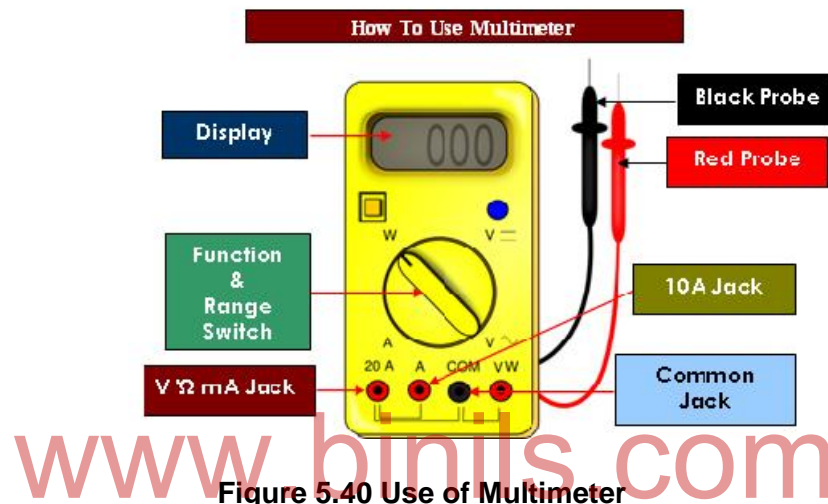 How To Use Multimeter
Black Probe
Display
000
Red Probe
W
V
Function
&
Range
Switch
10A Jack
A
V
20 A A COM VW
V Ω mA Jack
Common
Jack
www.binils.com
Figure 5.40 Use of Multimeter